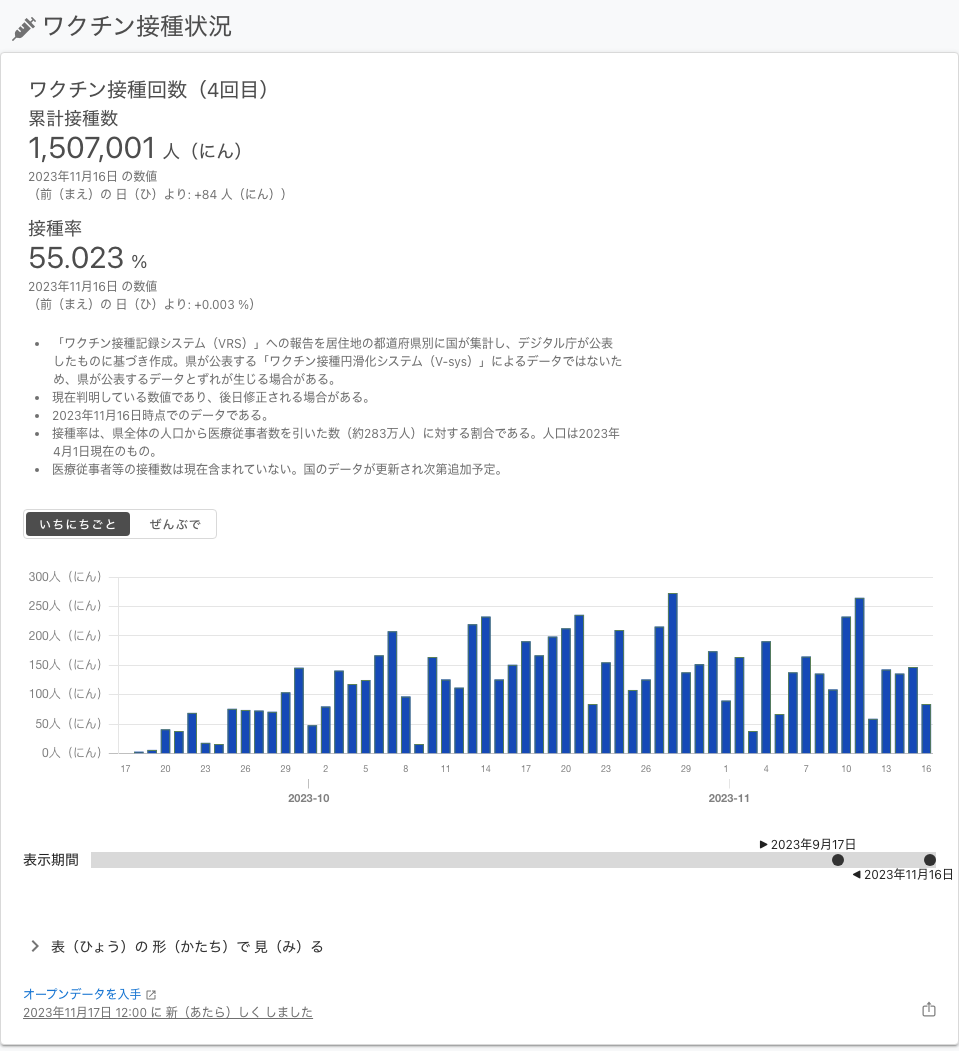 ワクチン接種状況
ワクチン接種回数（4回目）
累計接種数
1,507,001 人（にん）
2023年11月16日 の数値
（前（まえ）の 日（ひ）より: +84 人（にん））
接種率
55.023 %
2023年11月16日 の数値
（前（まえ）の 日（ひ）より: +0.003 %）
「ワクチン接種記録システム（VRS）」への報告を居住地の都道府県別に国が集計し、デジタル庁が公表
したものに基づき作成。県が公表する「ワクチン接種円滑化システム（V-sys）」によるデータではないた
め、県が公表するデータとずれが生じる場合がある。
現在判明している数値であり、後日修正される場合がある。
2023年11月16日時点でのデータである。
接種率は、県全体の人口から医療従事者数を引いた数（約283万人）に対する割合である。人口は2023年
4月1日現在のもの。
医療従事者等の接種数は現在含まれていない。国のデータが更新され次第追加予定。
いちにちごと ぜんぶで
300人（にん）
250人（にん）
200人（にん）
150人（にん）
100人（にん）
50人（にん）
0人（にん）
17 20 23 26 29 2 5 8 11 14 17 20 23 26 29 1 4 7 10 13 16
2023-10 2023-11
2023年9月17日
表示期間
2023年11月16日
表（ひょう）の 形（かたち）で 見（み）る
オープンデータを入手
2023年11月17日 12:00 に 新（あたら）しく しました